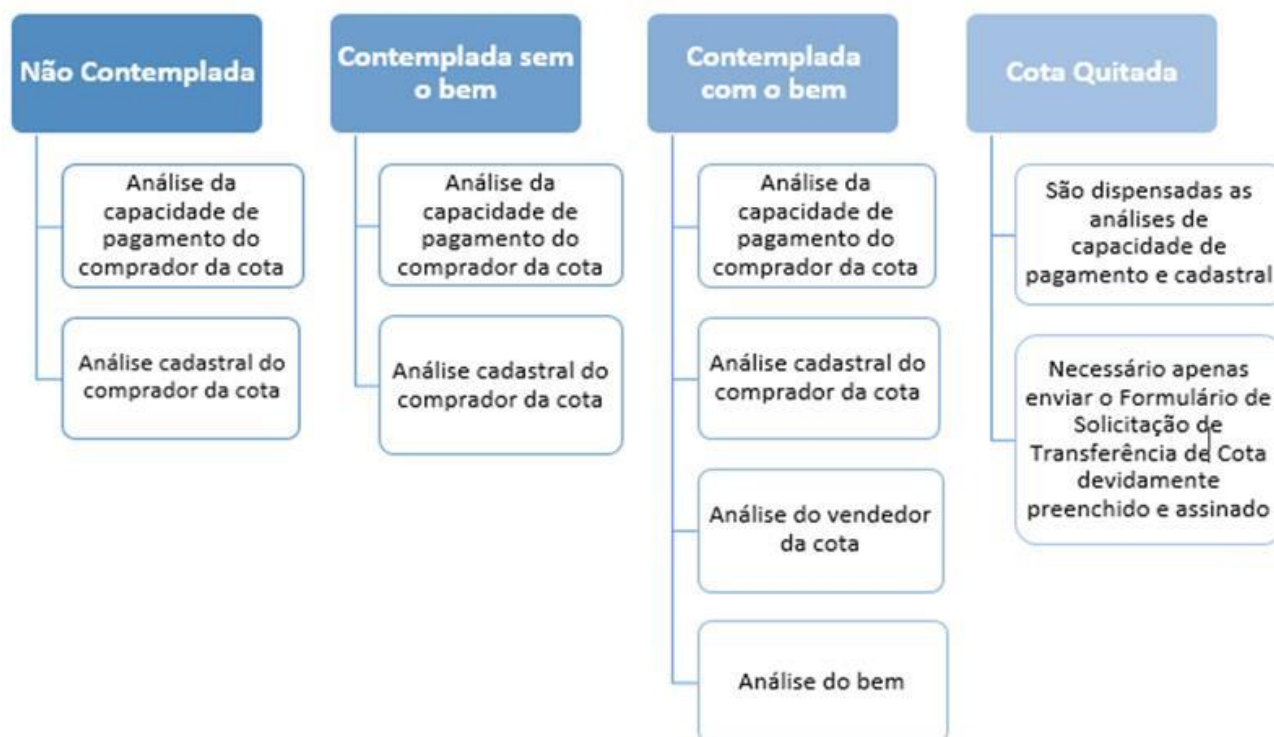 Não Contemplada
Análise da
capacidade de
pagamento do
comprador da cota
Análise cadastral do
comprador da cota
Contemplada sem
o bem
Análise da
capacidade de
pagamento do
comprador da cota
Análise cadastral do
comprador da cota
Contemplada
com o bem
Análise da
capacidade de
pagamento do
comprador da cota
Análise cadastral do
comprador da cota
Análise do vendedor
da cota
Análise do bem
Cota Quitada
São dispensadas as
análises de
capacidade de
pagamento e cadastral
Necessário apenas
enviar o Formulário de
Solicitação de
Transferência de Cota
devidamente
preenchido e assinado